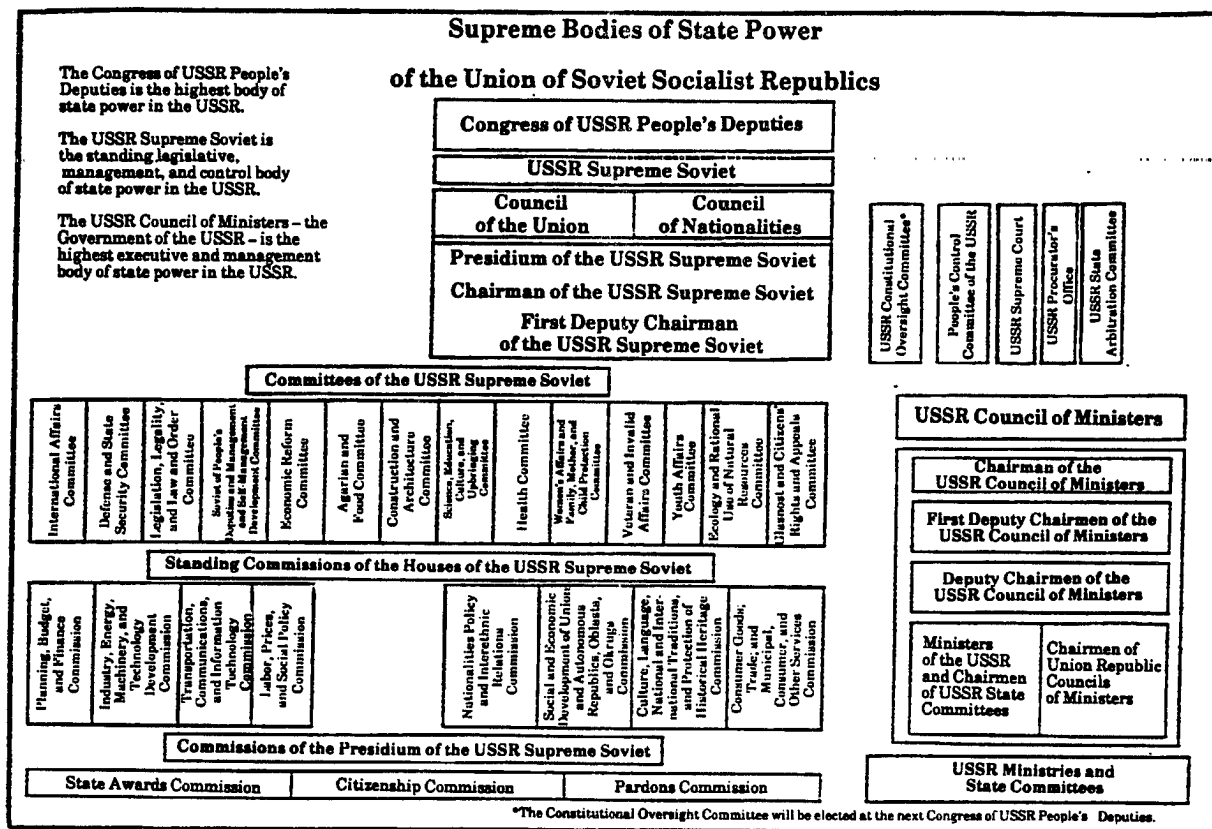 Supreme Bodies of State Power
of the Union of Soviet Socialist Republics
The Congress of USSR People's
Deputies is the highest body of
state power in the USSR.
The USSR Supreme Soviet is
the standing legislative,
management, and control body
of state power in the USSR.
The USSR Council of Ministers – the
Government of the USSR – is the
highest executive and management
body of state power in the USSR.
Congress of USSR People's Deputies
USSR Supreme Soviet
Council
of the Union
Council
of Nationalities
Presidium of the USSR Supreme Soviet
Chairman of the USSR Supreme Soviet
First Deputy Chairman
of the USSR Supreme Soviet
USSR Constitutional
Oversight Committee*
People's Control
Committee of the USSR
USSR Supreme Court
USSR Procurator's
Office
USSR State
Arbitration Committee
Committees of the USSR Supreme Soviet
International Affairs
Committee
Defense and State
Security Committee
Legislation, Legality,
and Law and Order
Committee
Soviet of People's
Deputies and Management
and Self-Management
Development Committee
Economic Reform
Committee
Agarian and
Food Committee
Construction and
Architecture
Committee
Science, Education,
Culture, and
Upbringing
Committee
Health Committee
Women's Affairs and
Family, Mother, and
Child Protection
Committee
Veteran and Invalid
Affairs Committee
Youth Affairs
Committee
Ecology and Rational
Use of Natural
Resources
Committee
Glasnost and Citizens'
Rights and Appeals
Committee
Standing Commissions of the Houses of the USSR Supreme Soviet
Planning, Budget,
and Finance
Commission
Industry, Energy,
Machinery, and
Technology
Development
Commission
Transportation,
Communications,
and Information
Technology
Commission
Labor, Prices,
and Social Policy
Commission
Nationalities Policy
and Interethnic
Relations
Commission
Social and Economic
Development of Union
and Autonomous
Republics, Oblasts,
and Okrugs
Commission
Culture, Language,
National and Inter-
national Traditions,
and Protection of
Historical Heritage
Commission
Consumer Goods;
Trade; and
Municipal,
Consumer, and
Other Services
Commission
Commissions of the Presidium of the USSR Supreme Soviet
State Awards Commission
Citizenship Commission
Pardons Commission
USSR Council of Ministers
Chairman of the
USSR Council of Ministers
First Deputy Chairmen of the
USSR Council of Ministers
Deputy Chairmen of the
USSR Council of Ministers
Ministers
of the USSR
and Chairmen
of USSR State
Committees
Chairmen of
Union Republic
Councils
of Ministers
USSR Ministries and
State Committees
*The Constitutional Oversight Committee will be elected at the next Congress of USSR People's Deputies.